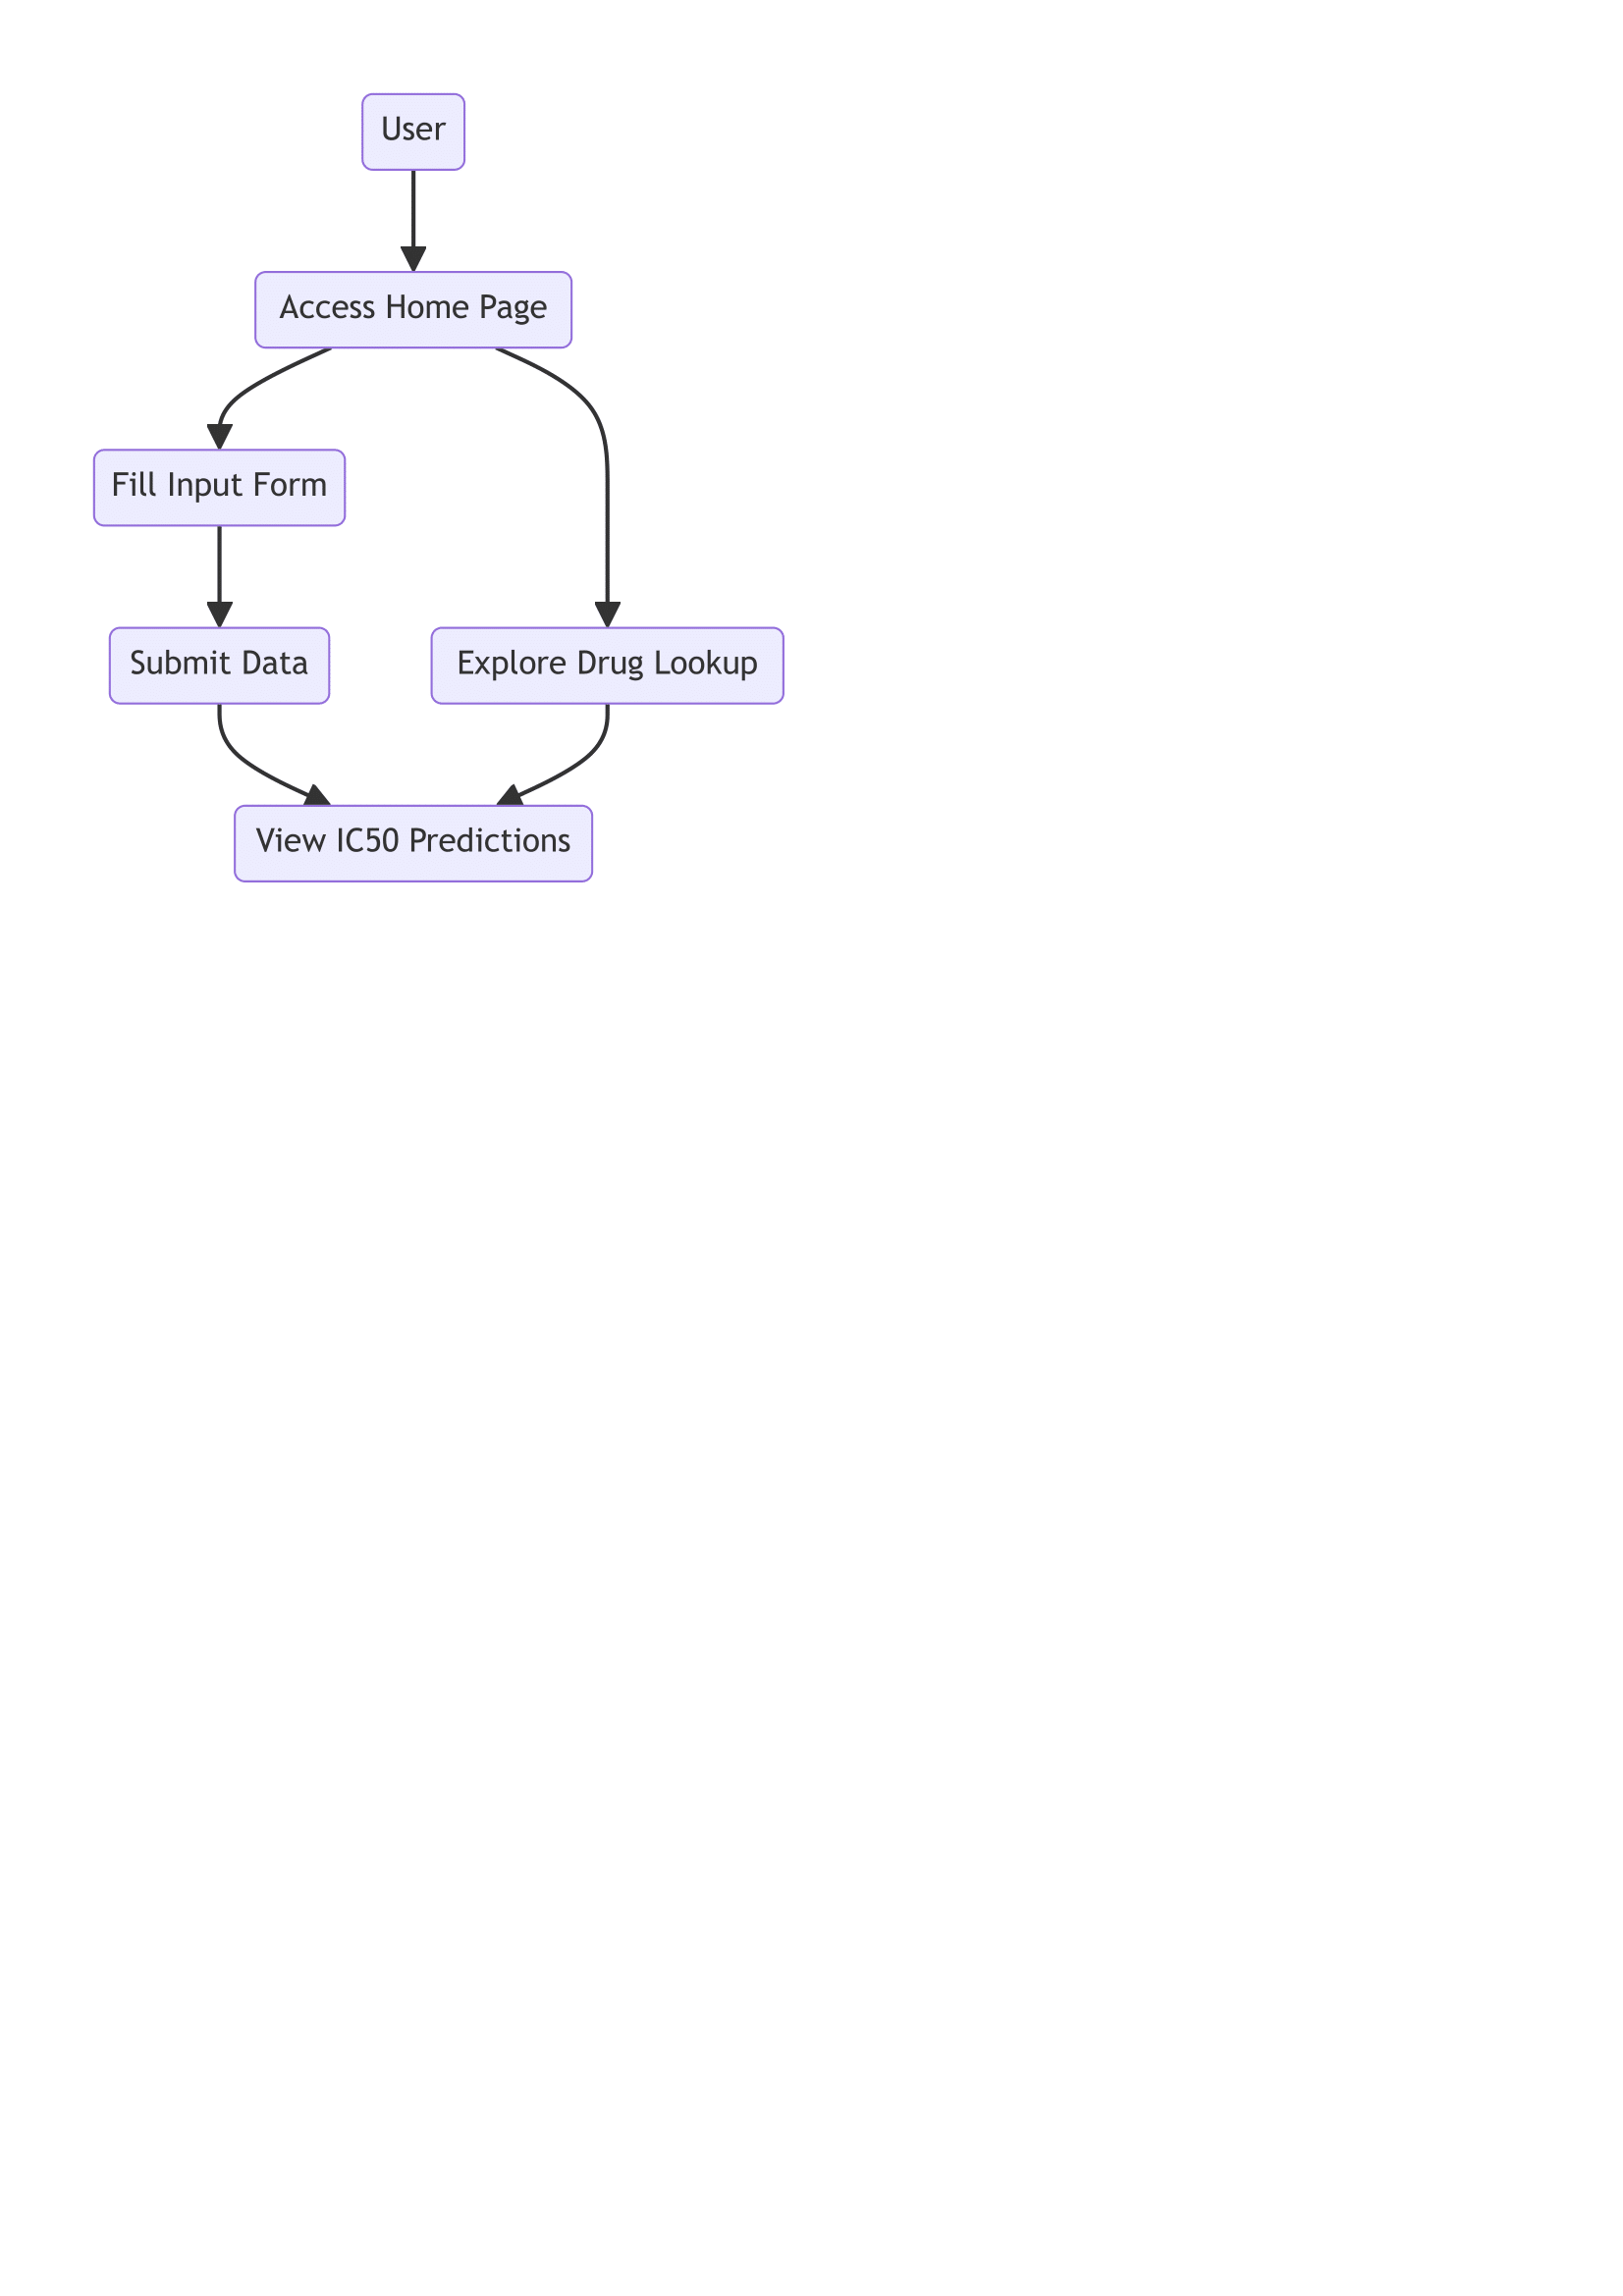 User
Access Home Page
Fill Input Form
Submit Data
Explore Drug Lookup
View IC50 Predictions